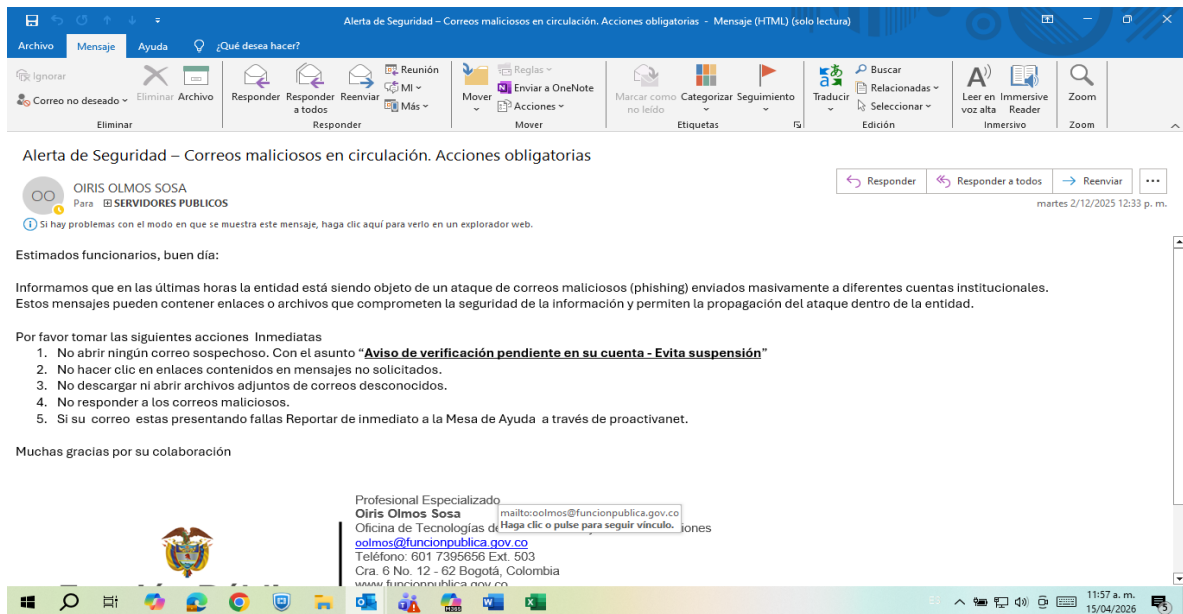 Alerta de Seguridad – Correos maliciosos en circulación. Acciones obligatorias - Mensaje (HTML) (solo lectura)
Archivo Mensaje Ayuda ¿Qué desea hacer?
Ignorar
Correo no deseado
Eliminar Archivo
Eliminar
Responder Responder a todos Reenviar
Reunión
MI
Más
Responder
Mover
Reglas
Enviar a OneNote
Acciones
Mover
Marcar como no leído Categorizar Seguimiento
Etiquetas
Traducir
Buscar
Relacionadas
Seleccionar
Edición
Leer en voz alta Immersive Reader
Inmersivo
Zoom
Zoom
Alerta de Seguridad – Correos maliciosos en circulación. Acciones obligatorias
OO
OIRIS OLMOS SOSA
Para SERVIDORES PUBLICOS
Responder Responder a todos Reenviar
martes 2/12/2025 12:33 p. m.
Si hay problemas con el modo en que se muestra este mensaje, haga clic aquí para verlo en un explorador web.
Estimados funcionarios, buen día:
Informamos que en las últimas horas la entidad está siendo objeto de un ataque de correos maliciosos (phishing) enviados masivamente a diferentes cuentas institucionales.
Estos mensajes pueden contener enlaces o archivos que comprometen la seguridad de la información y permiten la propagación del ataque dentro de la entidad.
Por favor tomar las siguientes acciones Inmediatas
1. No abrir ningún correo sospechoso. Con el asunto “Aviso de verificación pendiente en su cuenta - Evita suspensión”
2. No hacer clic en enlaces contenidos en mensajes no solicitados.
3. No descargar ni abrir archivos adjuntos de correos desconocidos.
4. No responder a los correos maliciosos.
5. Si su correo estas presentando fallas Reportar de inmediato a la Mesa de Ayuda a través de proactivanet.
Muchas gracias por su colaboración
Profesional Especializado
Oiris Olmos Sosa
mailto:oolmos@funcionpublica.gov.co
Haga clic o pulse para seguir vínculo.
Oficina de Tecnologías de
iones
oolmos@funcionpublica.gov.co
Teléfono: 601 7395656 Ext. 503
Cra. 6 No. 12 - 62 Bogotá, Colombia
www.funcionpublica.gov.co
11:57 a. m.
15/04/2026
5